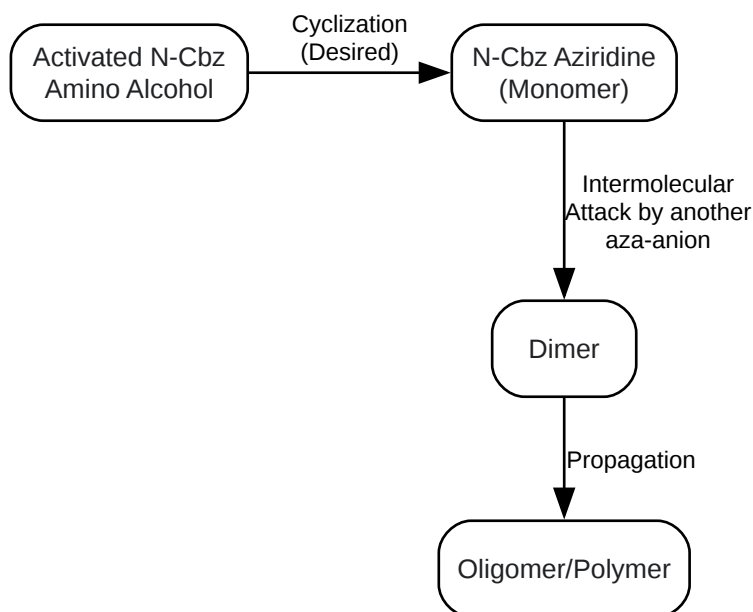 Activated N-Cbz
Amino Alcohol
Cyclization
(Desired)
N-Cbz Aziridine
(Monomer)
Intermolecular
Attack by another
aza-anion
Dimer
Propagation
Oligomer/Polymer